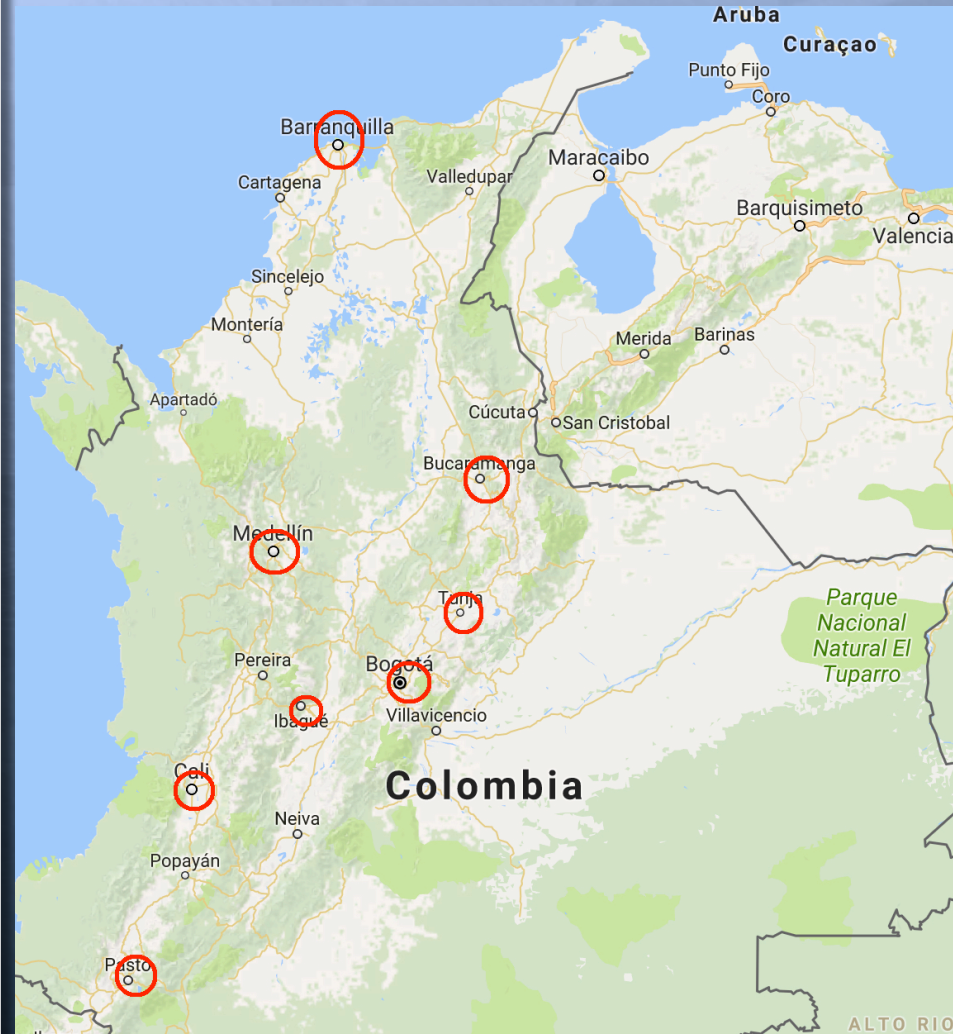 Aruba
Curaçao
Punto Fijo
Coro
Barranquilla
Maracaibo
Cartagena
Valledupar
Barquisimeto
Valencia
Sincelejo
Montería
Merida
Barinas
Apartadó
Cúcuta
San Cristobal
Bucaramanga
Medellín
Tunja
Parque
Nacional
Natural El
Tuparro
Pereira
Bogotá
Ibagué
Villavicencio
Cali
Colombia
Neiva
Popayán
Pasto
ALTO RIO